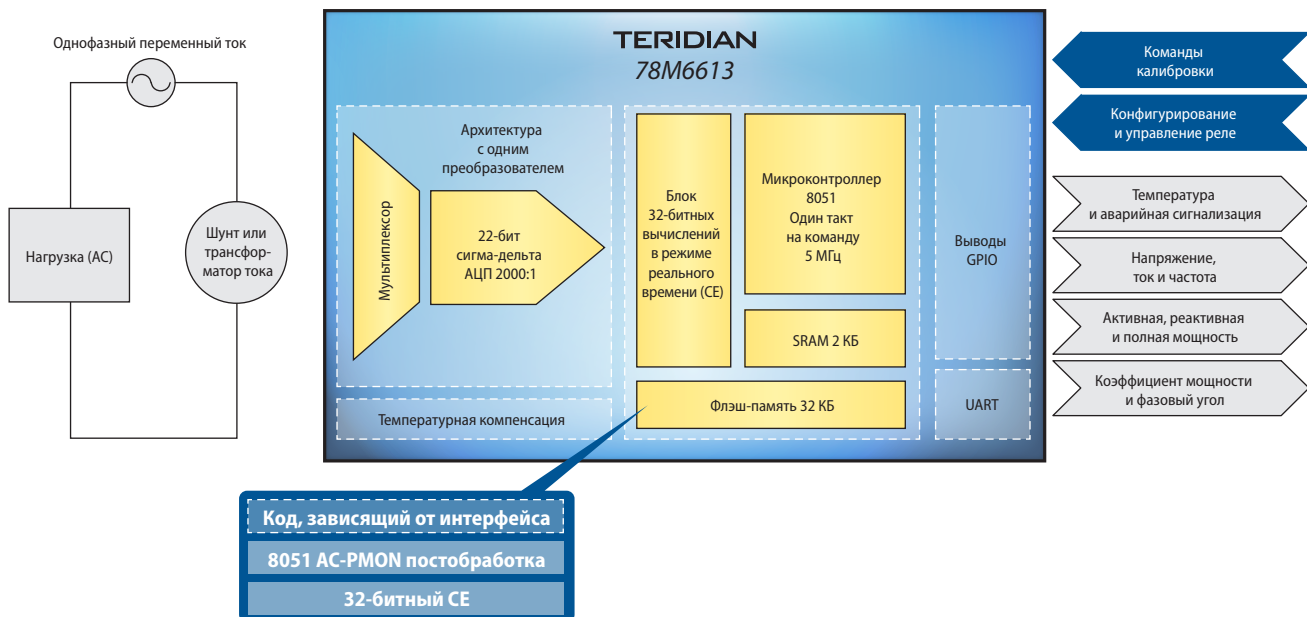 Однофазный переменный ток
Нагрузка (AC)
Шунт или
трансфор-
матор тока
TERIDIAN
78M6613
Архитектура
с одним
преобразователем
Мультиплексор
22-бит
сигма-дельта
АЦП 2000:1
Температурная компенсация
Блок
32-битных
вычислений
в режиме
реального
времени (CE)
Микроконтроллер
8051
Один такт
на команду
5 МГц
SRAM 2 КБ
Флэш-память 32 КБ
Выводы
GPIO
UART
Команды
калибровки
Конфигурирование
и управление реле
Температура
и аварийная сигнализация
Напряжение,
ток и частота
Активная, реактивная
и полная мощность
Коэффициент мощности
и фазовый угол
Код, зависящий от интерфейса
8051 AC-PMON постобработка
32-битный CE